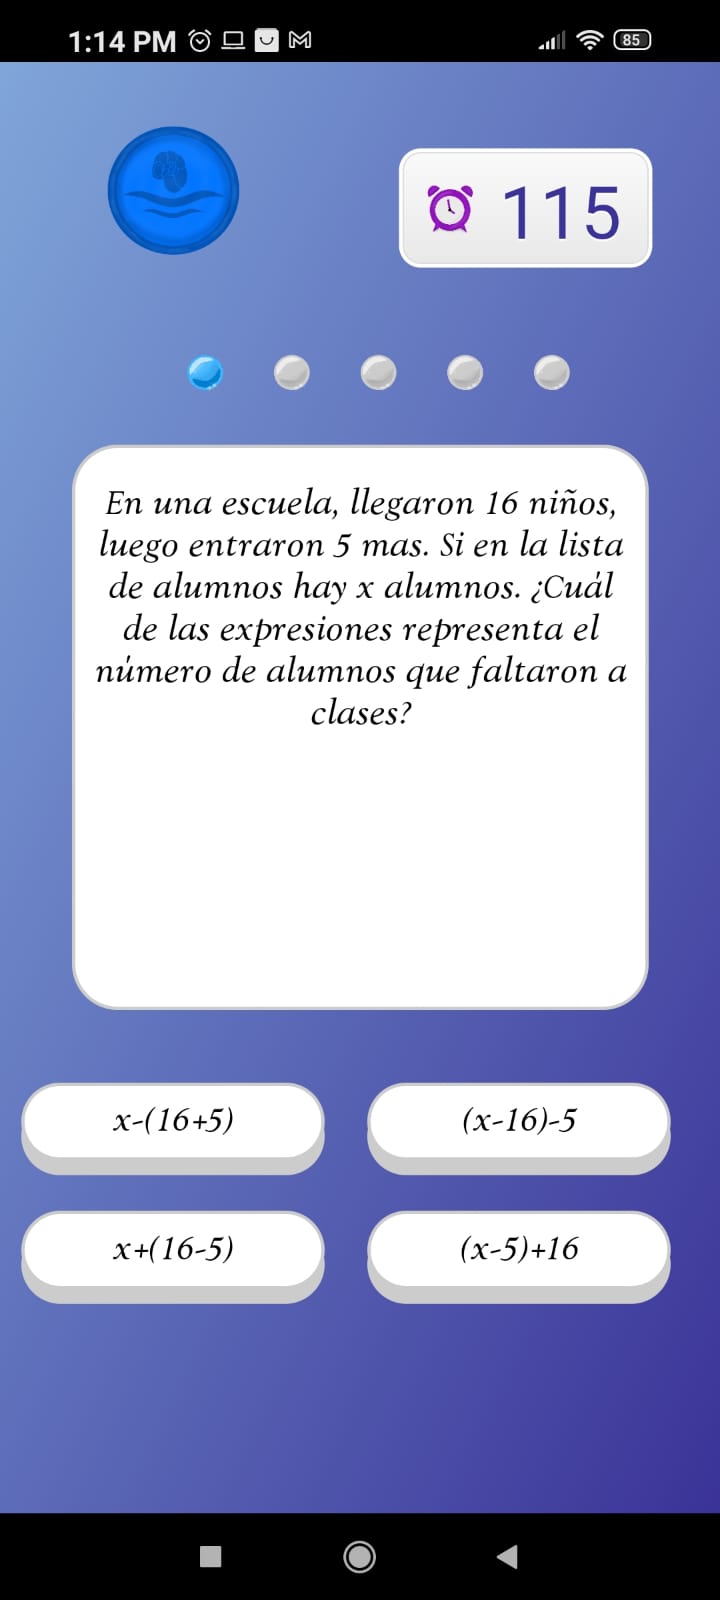 1:14 PM
85
115
En una escuela, llegaron 16 niños,
luego entraron 5 mas. Si en la lista
de alumnos hay x alumnos. ¿Cuál
de las expresiones representa el
número de alumnos que faltaron a
clases?
x-(16+5)
(x-16)-5
x+(16-5)
(x-5)+16